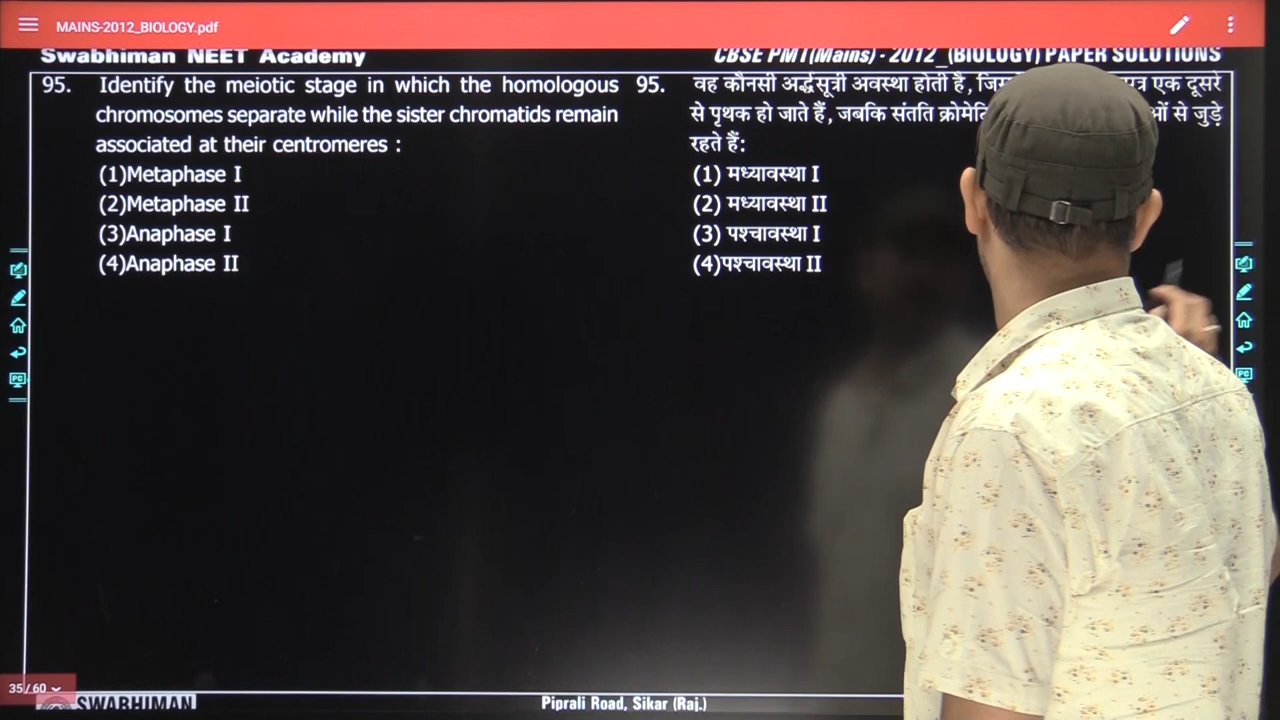 MAINS-2012_BIOLOGY.pdf
Swabhiman NEET Academy
CBSE PMT(Mains) - 2012_(BIOLOGY) PAPER SOLUTIONS
95. Identify the meiotic stage in which the homologous
chromosomes separate while the sister chromatids remain
associated at their centromeres :
(1)Metaphase I
(2)Metaphase II
(3)Anaphase I
(4)Anaphase II
95. वह कौनसी अर्द्धसूत्री अवस्था होती है, एक दूसरे
से पृथक हो जाते हैं, जबकि संतति से जुड़े
रहते हैं:
(1) मध्यावस्था I
(2) मध्यावस्था II
(3) पश्चावस्था I
(4)पश्चावस्था II
35/60
SWABHIMAN
Piprali Road, Sikar (Raj.)